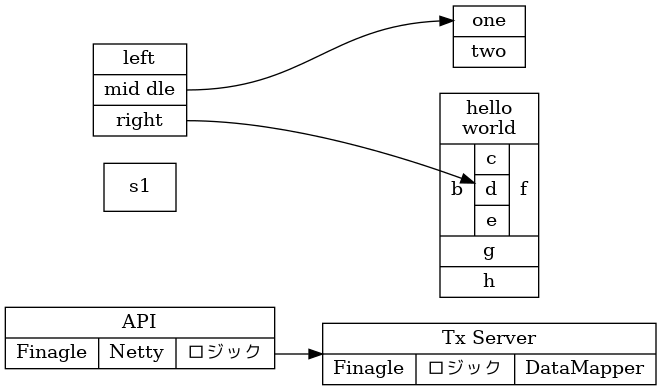 one
two
left
mid dle
right
hello
world
b
c
d
e
f
g
h
s1
API
Finagle Netty ロジック
Tx Server
Finagle ロジック DataMapper